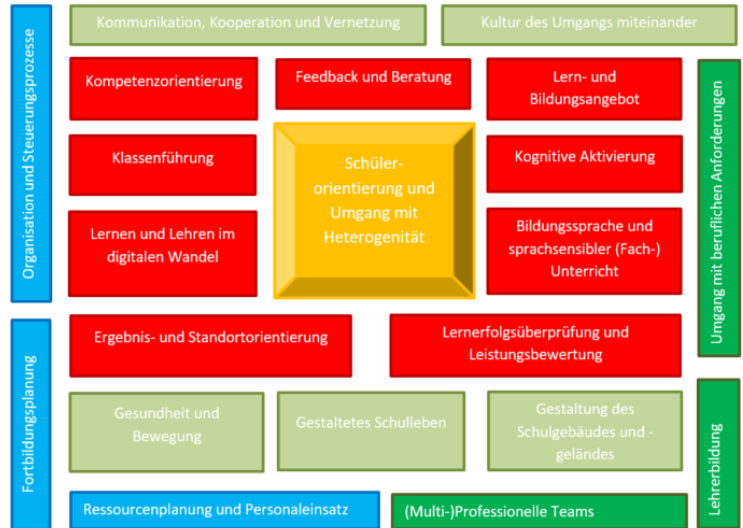 Kommunikation, Kooperation und Vernetzung
Kultur des Umgangs miteinander
Organisation und Steuerungsprozesse
Kompetenzorientierung
Feedback und Beratung
Lern- und
Bildungsangebot
Umgang mit beruflichen Anforderungen
Klassenführung
Schüler-
orientierung und
Umgang mit
Heterogenität
Kognitive Aktivierung
Lernen und Lehren im
digitalen Wandel
Bildungssprache und
sprachsensibler (Fach-)
Unterricht
Fortbildungsplanung
Ergebnis- und Standortorientierung
Lernerfolgsüberprüfung und
Leistungsbewertung
Gesundheit und
Bewegung
Gestaltetes Schulleben
Gestaltung des
Schulgebäudes und -
geländes
Lehrerbildung
Ressourcenplanung und Personaleinsatz
(Multi-)Professionelle Teams